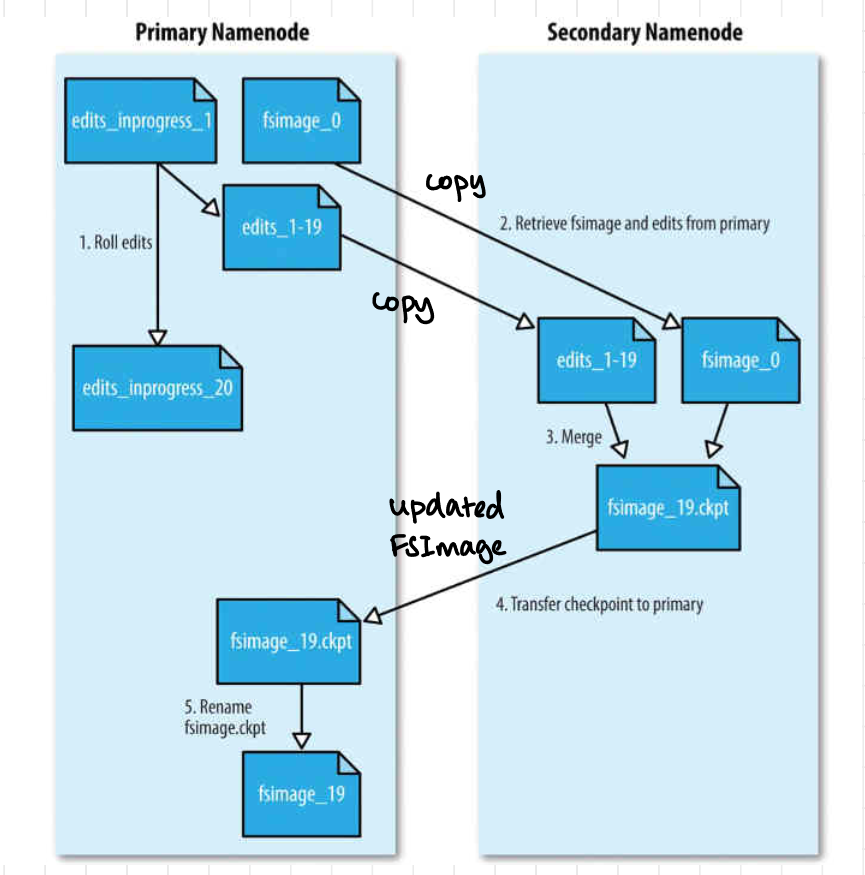 Primary Namenode
Secondary Namenode
edits_inprogress_1
fsimage_0
copy
edits_1-19
2. Retrieve fsimage and edits from primary
1. Roll edits
copy
edits_inprogress_20
edits_1-19
fsimage_0
3. Merge
updated
FSImage
fsimage_19.ckpt
4. Transfer checkpoint to primary
fsimage_19.ckpt
5. Rename
fsimage.ckpt
fsimage_19